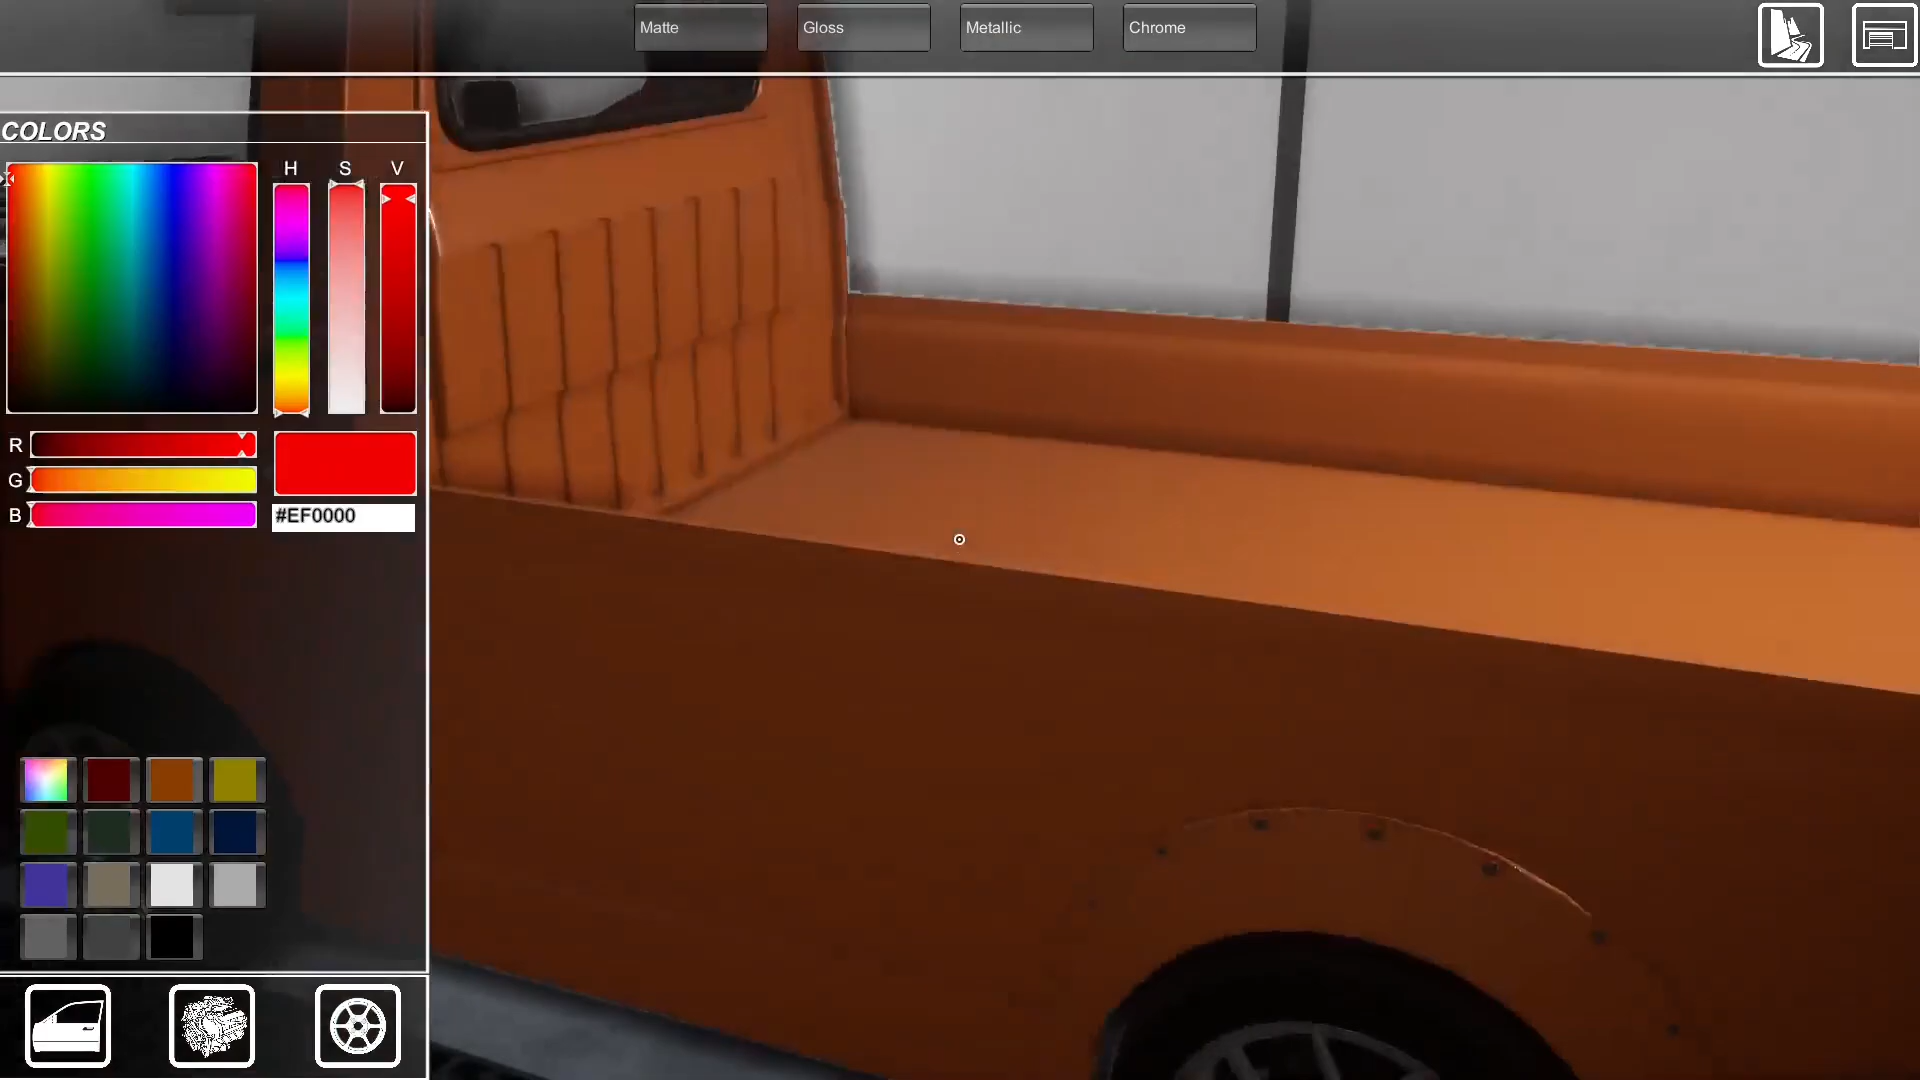 Matte
Gloss
Metallic
Chrome
COLORS
H
S
V
R
G
B
#EF0000